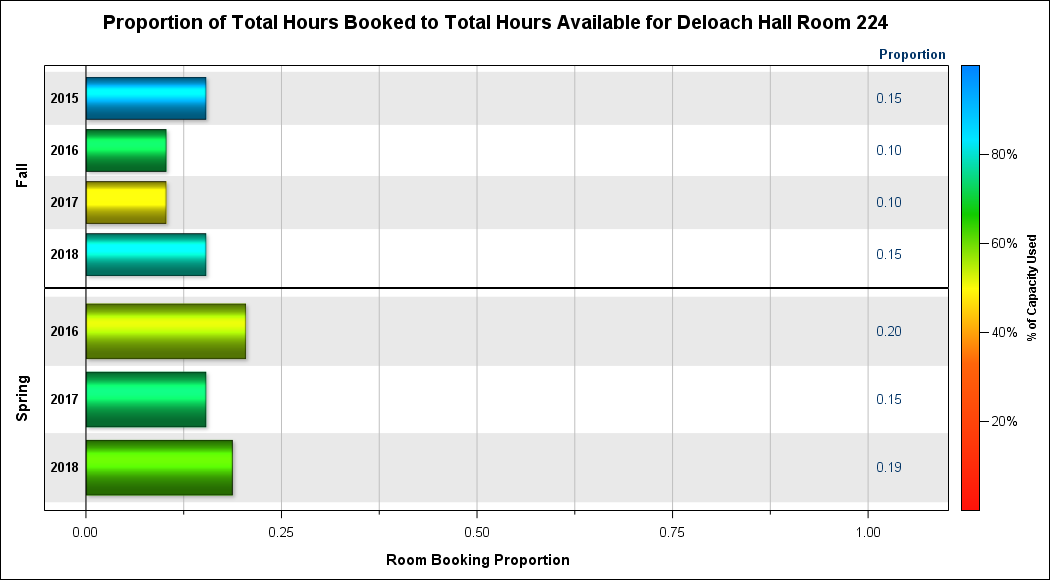 Proportion of Total Hours Booked to Total Hours Available for Deloach Hall Room 224
Proportion
Fall
2015 0.15
2016 0.10
2017 0.10
2018 0.15
Spring
2016 0.20
2017 0.15
2018 0.19
0.00 0.25 0.50 0.75 1.00
Room Booking Proportion
80%
60%
40%
20%
% of Capacity Used